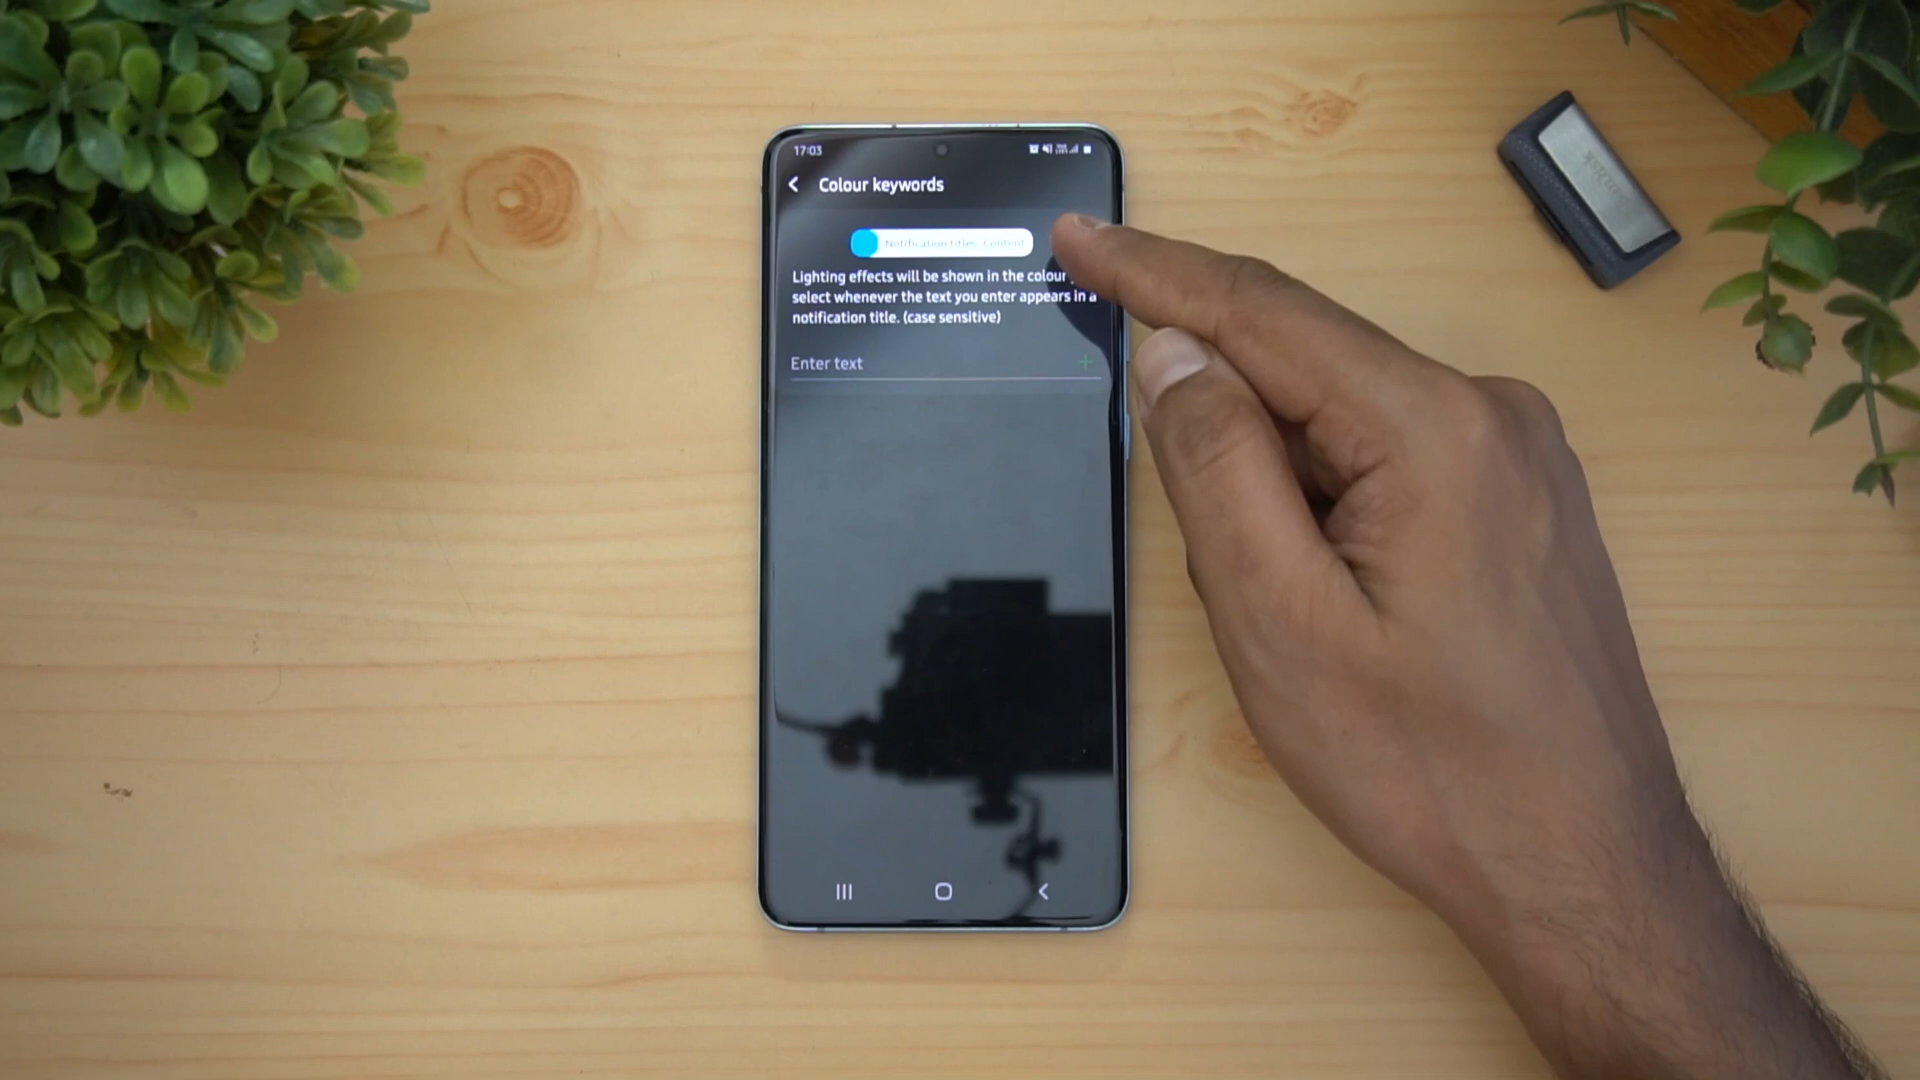 17:03
Colour keywords
Notification titles: Content
Lighting effects will be shown in the colour
select whenever the text you enter appears in a
notification title. (case sensitive)
Enter text
SanDisk